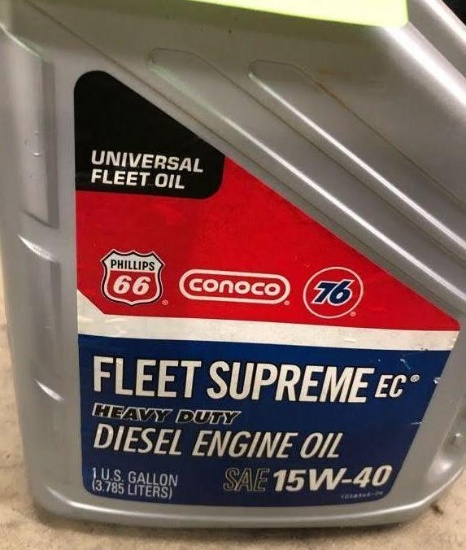 UNIVERSAL
FLEET OIL
PHILLIPS
66
conoco
76
FLEET SUPREME EC®
HEAVY DUTY
DIESEL ENGINE OIL
1 U.S. GALLON
(3.785 LITERS)
SAE 15W-40